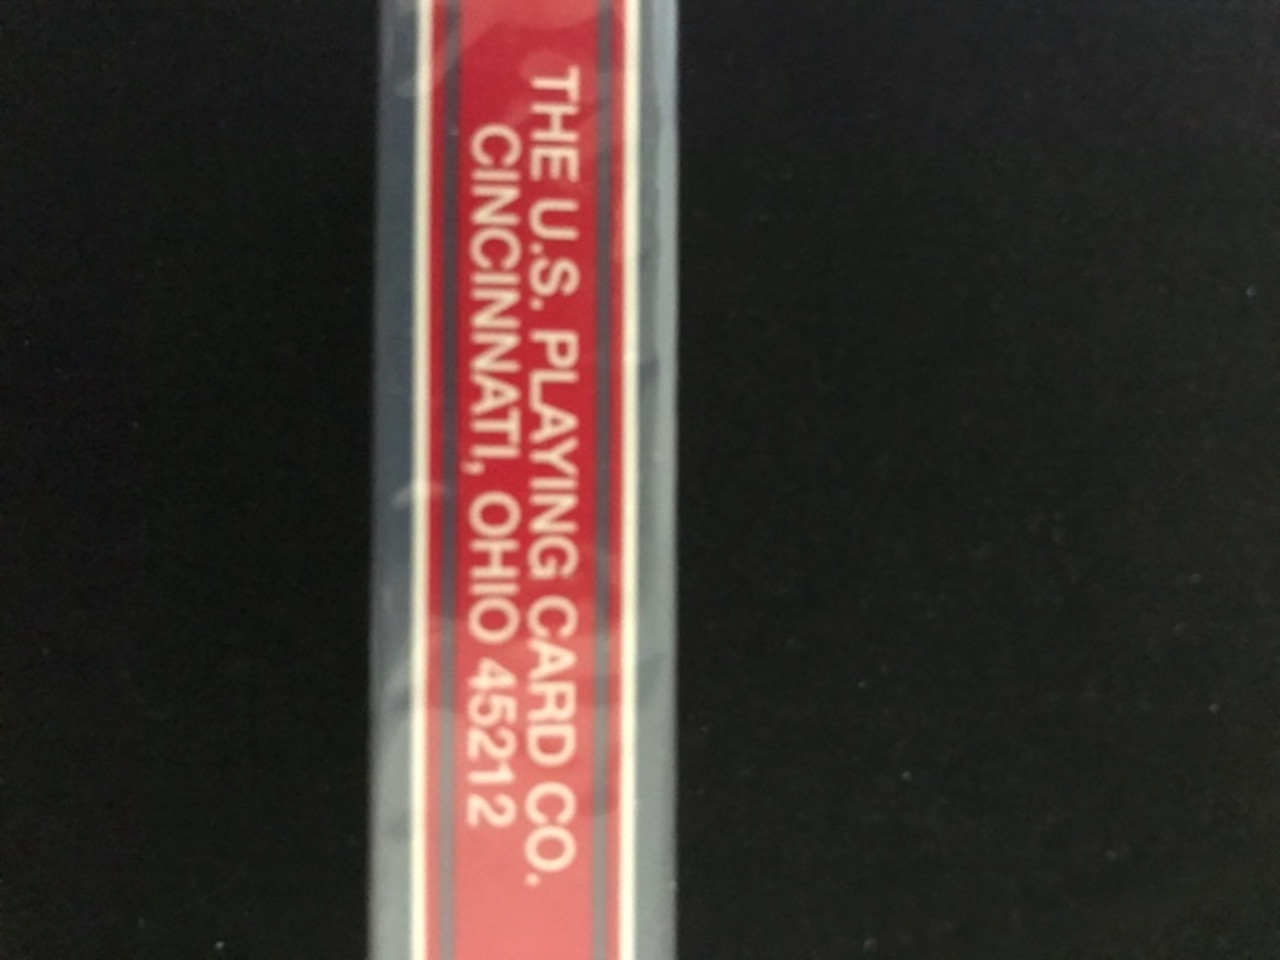 THE U.S. PLAYING CARD CO.
CINCINNATI, OHIO 45212